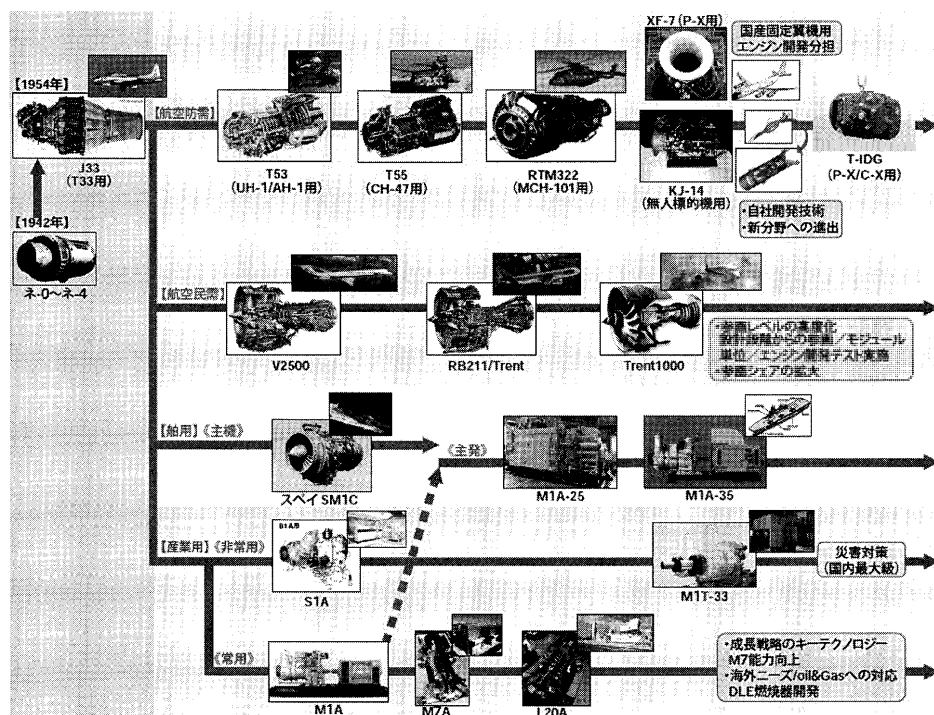 XF-7 (P-X用)
国産固定翼機用
エンジン開発分担
【1954年】
【航空防需】
J33
(T33用)
T53
(UH-1/AH-1用)
T55
(CH-47用)
RTM322
(MCH-101用)
KJ-14
(無人標的機用)
T-IDG
(P-X/C-X用)
・自社開発技術
・新分野への進出
【1942年】
ネ-0〜ネ-4
【航空民需】
V2500
RB211/Trent
Trent1000
・参画レベルの高度化
設計段階からの参画/モジュール
単位/エンジン開発テスト実施
・参画シェアの拡大
【舶用】《主機》
スペイ SM1C
《主発》
M1A-25
M1A-35
【産業用】《非常用》
S1A/B
S1A
M1T-33
災害対策
(国内最大級)
《常用》
M1A
M7A
L20A
・成長戦略のキーテクノロジー
M7能力向上
・海外ニーズ/oil&Gasへの対応
DLE燃焼器開発